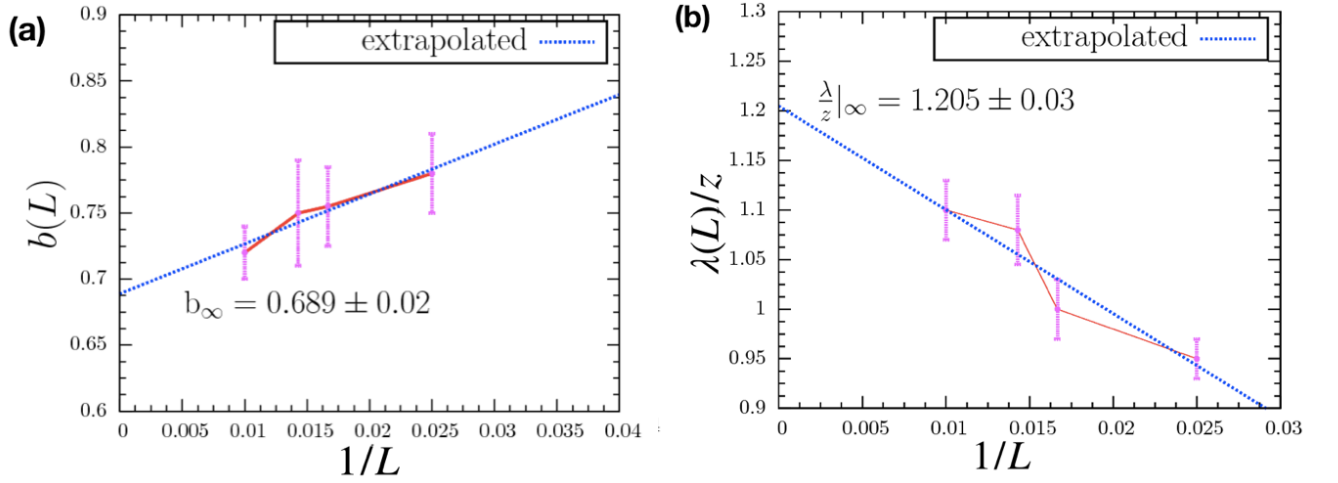 (a)
extrapolated
b(L)
0.9
0.85
0.8
0.75
0.7
0.65
0.6
b∞ = 0.689 ± 0.02
0 0.005 0.01 0.015 0.02 0.025 0.03 0.035 0.04
1/L
(b)
extrapolated
λ(L)/z
1.3
1.25
1.2
1.15
1.1
1.05
1
0.95
0.9
λ/z|∞ = 1.205 ± 0.03
0 0.005 0.01 0.015 0.02 0.025 0.03
1/L